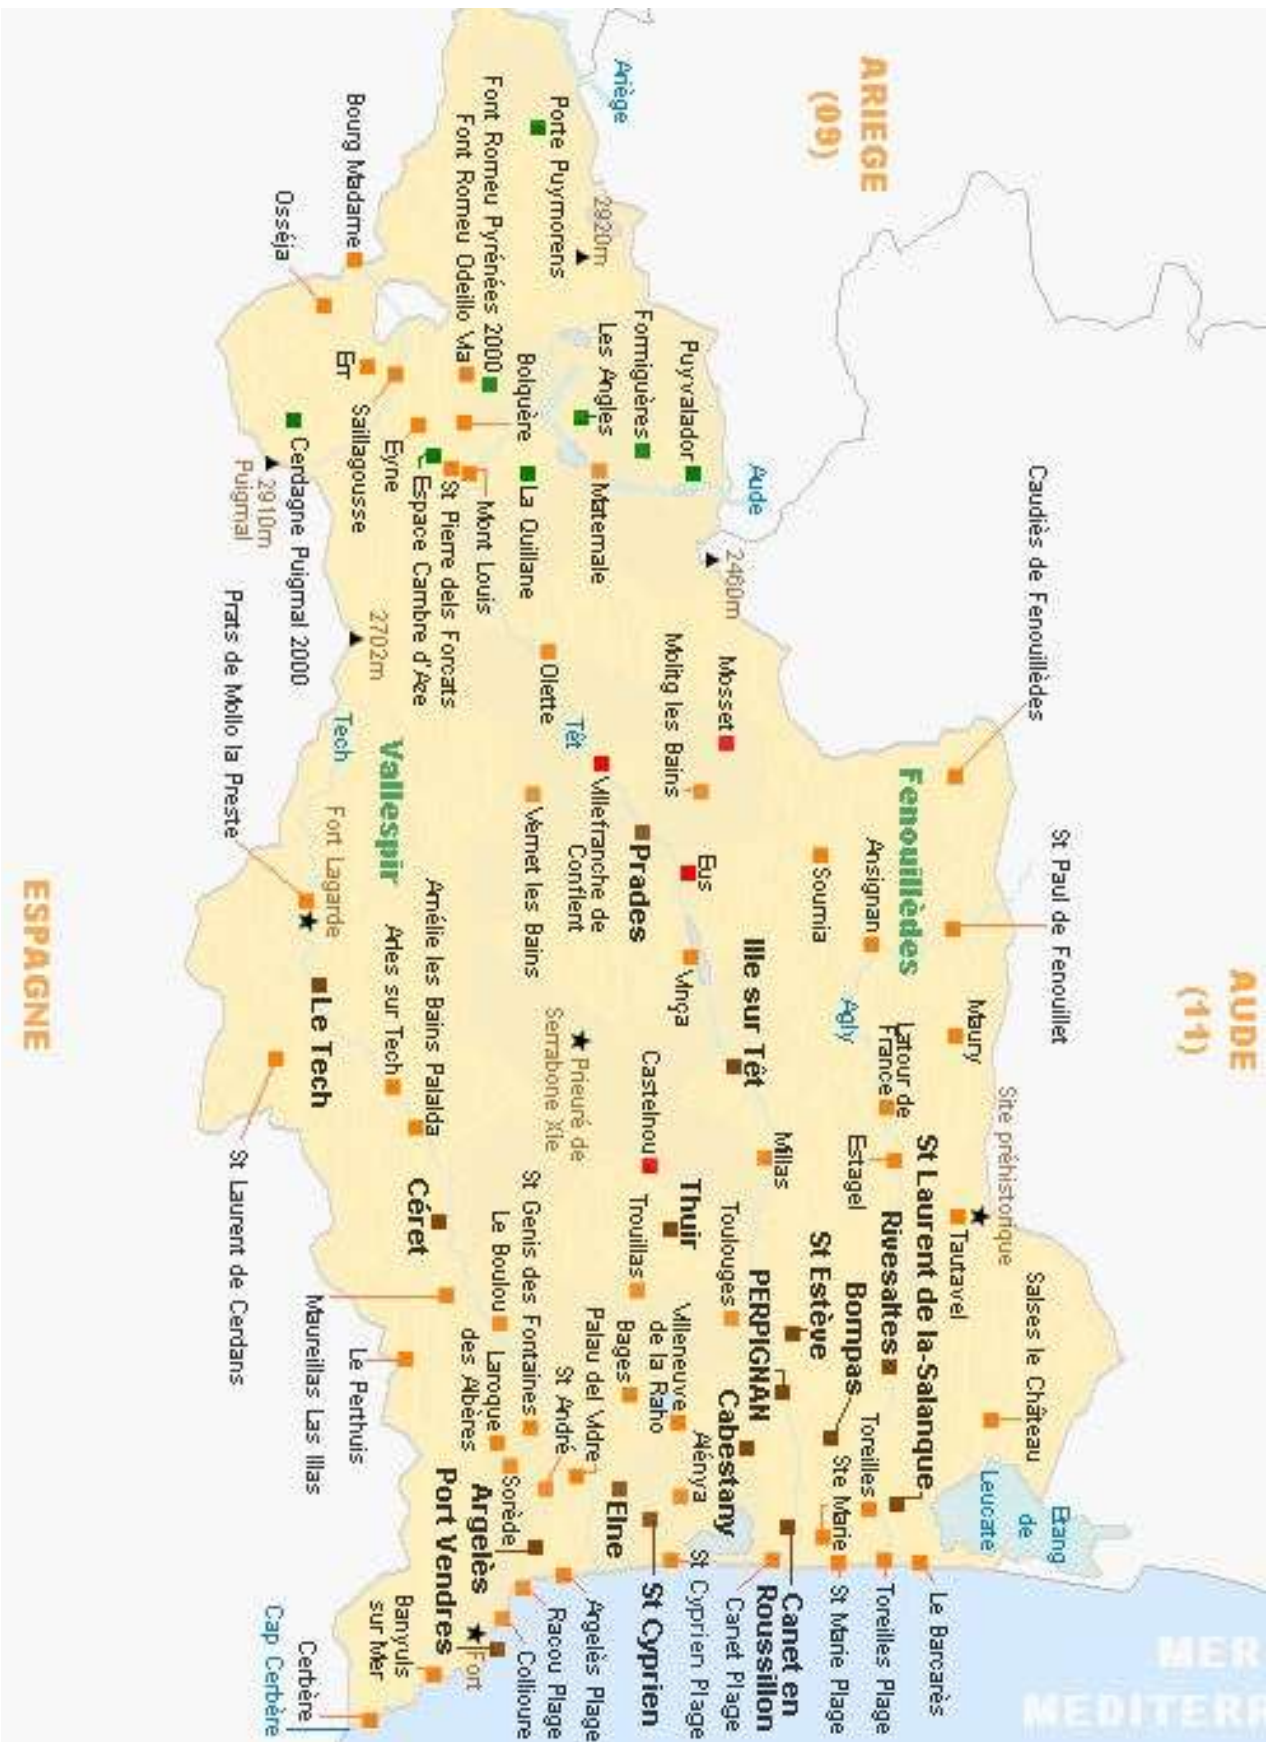 AUDE
(11)
MER
MEDITERR
Caudiès de Fenouillèdes
St Paul de Fenouillet
Etang
de
Leucate
Salses le Château
Site préhistorique
Maury
Tautavel
Fenouillèdes
Latour de
France
St Laurent de la-Salanque
Le Barcarès
ARIEGE
(09)
Ansignan
Agly
Estagel
Rivesaltes
Toreilles
Toreilles Plage
Sournia
Bompas
Ste Marie
St Marie Plage
St Estève
Millas
Ille sur Têt
PERPIGNAN
Canet en
Roussillon
Canet Plage
Aude
2460m
Mosset
Eus
Toulouges
Cabestany
Puyvalador
Molitg les Bains
Vinça
Thuir
Villeneuve
de la Raho
Alénya
St Cyprien Plage
Formiguères
Prades
Castelnou
Trouillas
Bages
Elne
St Cyprien
Ariège
2920m
Les Angles
Matemale
Têt
Villefranche de
Conflent
Prieuré de
Serrabone XIe
Palau del Vidre
St André
Argelès Plage
Porte Puymorens
Bolquère
La Quillane
Olette
Vernet les Bains
St Genis des Fontaines
Sorède
Racou Plage
Font Romeu Pyrénées 2000
Font Romeu Odeillo Via
Mont Louis
St Pierre dels Forcats
Espace Cambre d'Aze
Le Boulou
Laroque
des Albères
Argelès
Collioure
Port Vendres
Fort
Eyne
Saillagousse
Err
Vallespir
Amélie les Bains Palalda
Arles sur Tech
Céret
Banyuls
sur Mer
Bourg Madame
Osséja
2702m
Tech
Fort Lagarde
Le Tech
Le Perthuis
Maureillas Las Illas
Cerbère
Cap Cerbère
Cerdagne Puigmal 2000
2910m
Puigmal
Prats de Mollo la Preste
St Laurent de Cerdans
ESPAGNE